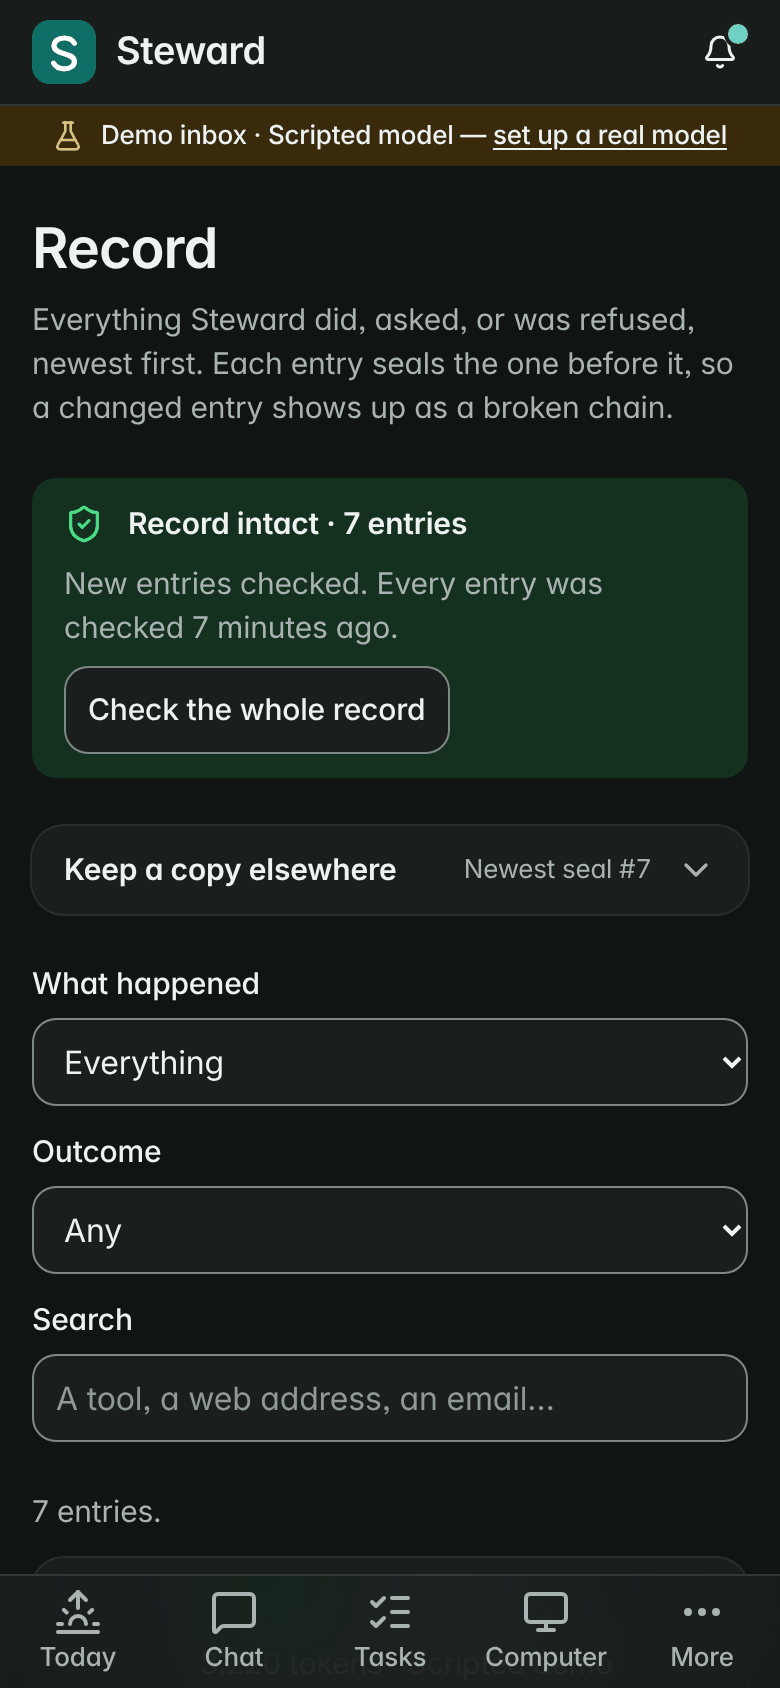 S Steward
Demo inbox · Scripted model — set up a real model
Record
Everything Steward did, asked, or was refused,
newest first. Each entry seals the one before it, so
a changed entry shows up as a broken chain.
Record intact · 7 entries
New entries checked. Every entry was
checked 7 minutes ago.
Check the whole record
Keep a copy elsewhere Newest seal #7
What happened
Everything
Outcome
Any
Search
A tool, a web address, an email...
7 entries.
Today Chat Tasks Computer More